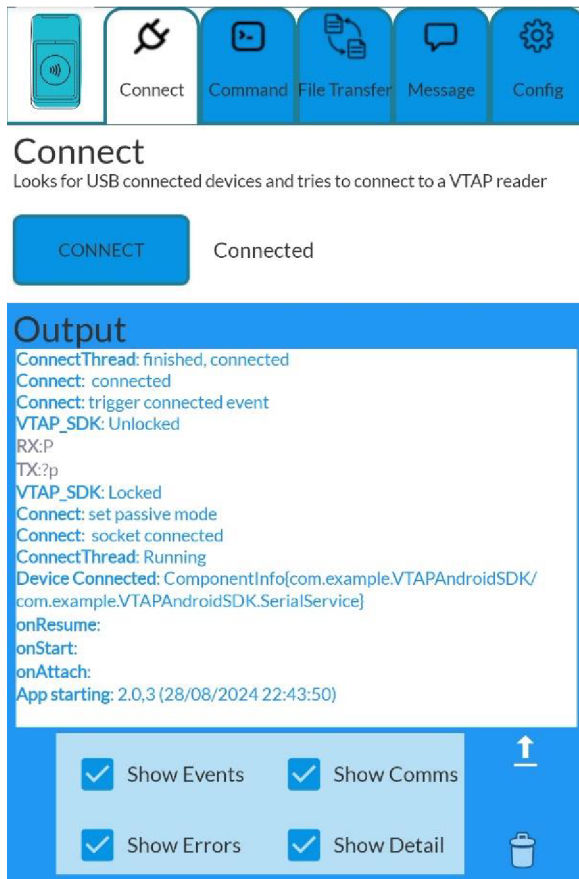 Connect
Command
File Transfer
Message
Config
Connect
Looks for USB connected devices and tries to connect to a VTAP reader
CONNECT
Connected
Output
ConnectThread: finished, connected
Connect: connected
Connect: trigger connected event
VTAP_SDK: Unlocked
RX:P
TX:?p
VTAP_SDK: Locked
Connect: set passive mode
Connect: socket connected
ConnectThread: Running
Device Connected: ComponentInfo{com.example.VTAPAndroidSDK/
com.example.VTAPAndroidSDK.SerialService}
onResume:
onStart:
onAttach:
App starting: 2.0,3 (28/08/2024 22:43:50)
Show Events
Show Comms
Show Errors
Show Detail